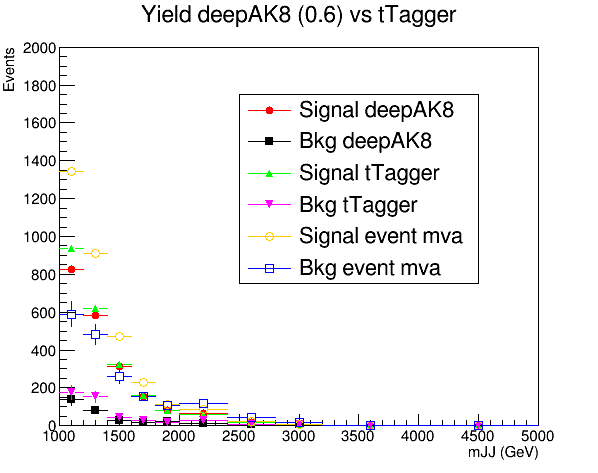 Yield deepAK8 (0.6) vs tTagger
Events
2000
1800
1600
1400
1200
1000
800
600
400
200
0
Signal deepAK8
Bkg deepAK8
Signal tTagger
Bkg tTagger
Signal event mva
Bkg event mva
1000 1500 2000 2500 3000 3500 4000 4500 5000
mJJ (GeV)